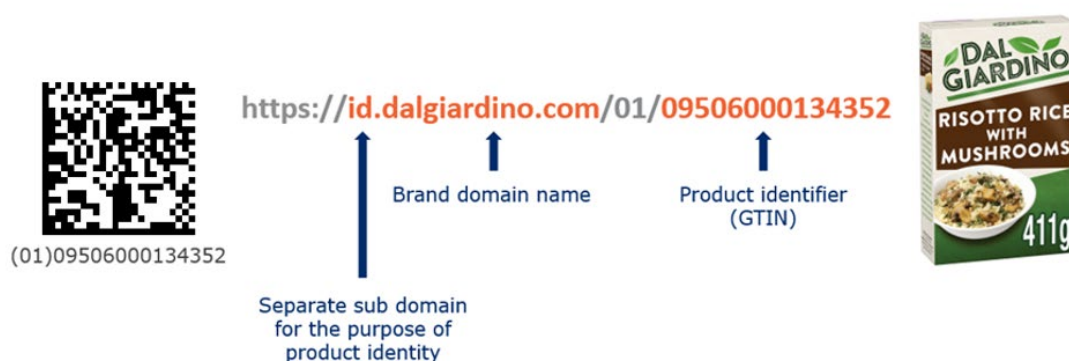 https://id.dalgiardino.com/01/09506000134352
(01)09506000134352
Separate sub domain
for the purpose of
product identity
Brand domain name
Product identifier
(GTIN)
DAL
GIARDINO
RISOTTO RICE
WITH
MUSHROOMS
411g